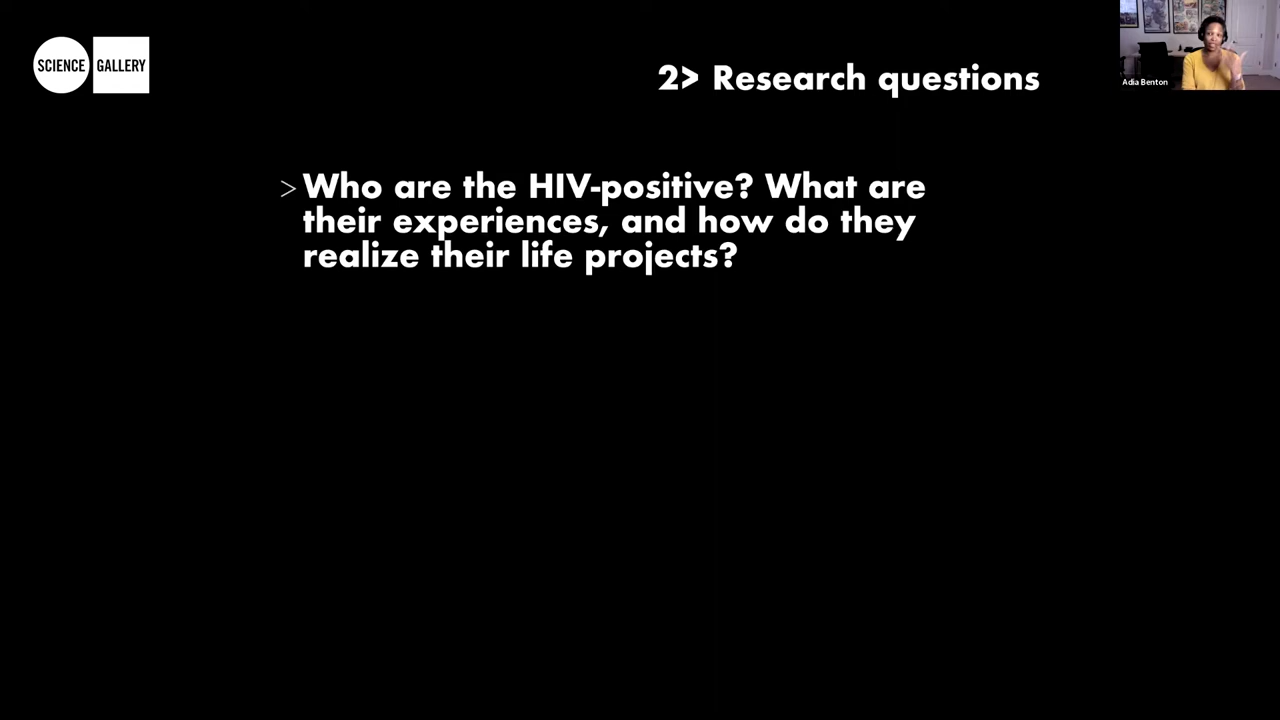 SCIENCE GALLERY
2> Research questions
Adia Benton
> Who are the HIV-positive? What are
their experiences, and how do they
realize their life projects?